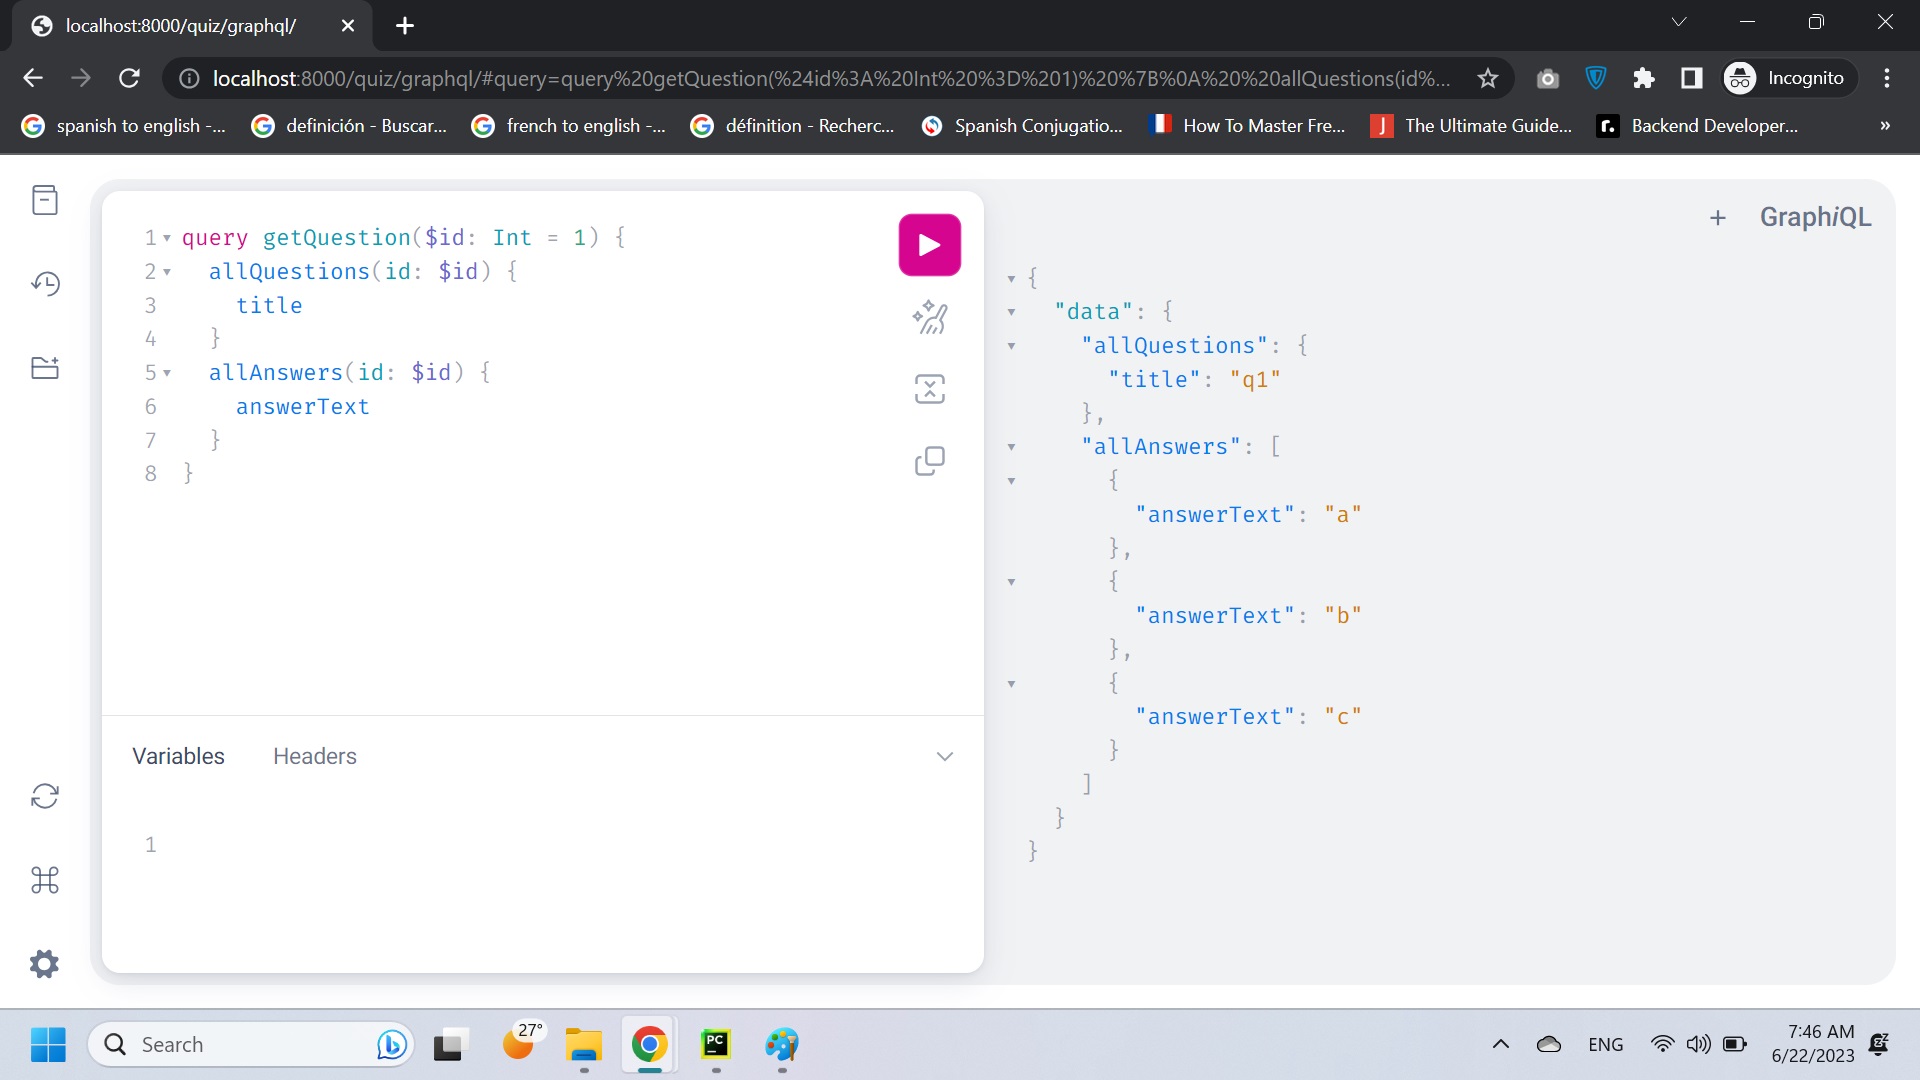 localhost:8000/quiz/graphql/
localhost:8000/quiz/graphql/#query=query%20getQuestion(%24id%3A%20Int%20%3D%201)%20%7B%0A%20%20allQuestions(id%...
Incognito
spanish to english -...
definición - Buscar...
french to english -...
définition - Recherc...
Spanish Conjugatio...
How To Master Fre...
J
The Ultimate Guide...
r.
Backend Developer...
»
GraphiQL
1 query getQuestion($id: Int = 1) {
2 allQuestions(id: $id) {
3 title
4 }
5 allAnswers(id: $id) {
6 answerText
7 }
8 }
{
"data": {
"allQuestions": {
"title": "q1"
},
"allAnswers": [
{
"answerText": "a"
},
{
"answerText": "b"
},
{
"answerText": "c"
}
]
}
}
Variables
Headers
1
Search
27°
PC
ENG
7:46 AM
6/22/2023